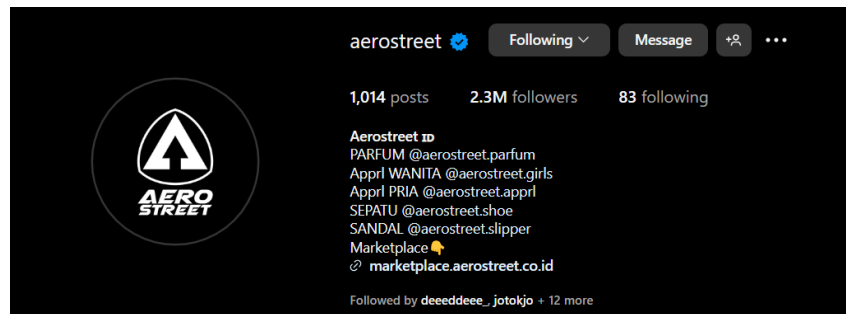 aerostreet Following Message
1,014 posts 2.3M followers 83 following
AERO
STREET
Aerostreet ɪᴅ
PARFUM @aerostreet.parfum
Apprl WANITA @aerostreet.girls
Apprl PRIA @aerostreet.apprl
SEPATU @aerostreet.shoe
SANDAL @aerostreet.slipper
Marketplace👇
marketplace.aerostreet.co.id
Followed by deeeddeee_, jotokjo + 12 more